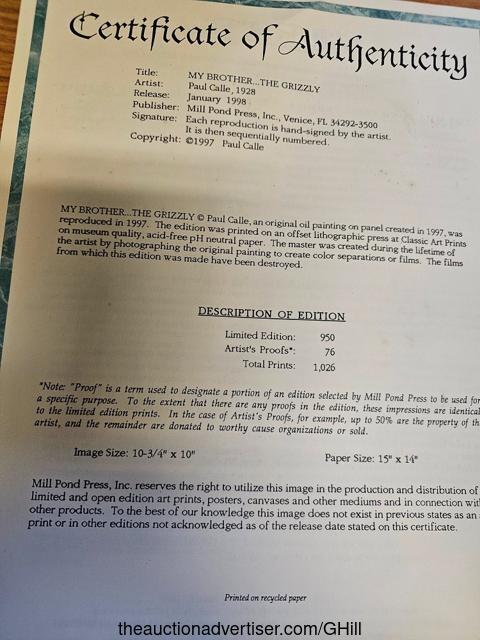 Certificate of Authenticity
Title: MY BROTHER...THE GRIZZLY
Artist: Paul Calle, 1928
Release: January 1998
Publisher: Mill Pond Press, Inc., Venice, FL 34292-3500
Signature: Each reproduction is hand-signed by the artist.
It is then sequentially numbered.
Copyright: ©1997 Paul Calle
MY BROTHER...THE GRIZZLY © Paul Calle, an original oil painting on panel created in 1997, was
reproduced in 1997. The edition was printed on an offset lithographic press at Classic Art Prints
on museum quality, acid-free pH neutral paper. The master was created during the lifetime of
the artist by photographing the original painting to create color separations or films. The films
from which this edition was made have been destroyed.
DESCRIPTION OF EDITION
Limited Edition: 950
Artist's Proofs*: 76
Total Prints: 1,026
*Note: "Proof" is a term used to designate a portion of an edition selected by Mill Pond Press to be used for
a specific purpose. To the extent that there are any proofs in the edition, these impressions are identical
to the limited edition prints. In the case of Artist's Proofs, for example, up to 50% are the property of th
artist, and the remainder are donated to worthy cause organizations or sold.
Image Size: 10-3/4" x 10" Paper Size: 15" x 14"
Mill Pond Press, Inc. reserves the right to utilize this image in the production and distribution of
limited and open edition art prints, posters, canvases and other mediums and in connection wit
other products. To the best of our knowledge this image does not exist in previous states as an
print or in other editions not acknowledged as of the release date stated on this certificate.
Printed on recycled paper
theauctionadvertiser.com/GHill